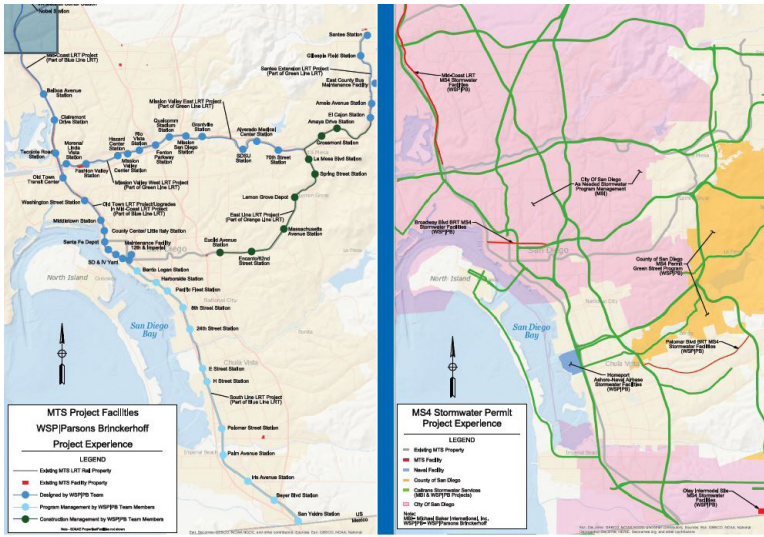 Nobel Station
Mid-Coast LRT Project
(Part of Blue Line LRT)
Balboa Avenue
Station
Clairemont
Drive Station
Tecolote Road
Station
Morena/
Linda
Vista
Station
Fashion Valley
Station
Hazard
Center
Station
Mission
Valley
Center
Station
Rio
Vista
Station
Fenton
Parkway
Station
Qualcomm
Stadium
Station
Mission
San Diego
Station
Grantville
Station
Mission Valley East LRT Project
(Part of Green Line LRT)
Alvarado Medical
Center Station
SDSU
Station
70th Street
Station
Santee Station
Gillespie Field Station
Santee Extension LRT Project
(Part of Green Line LRT)
East County Bus
Maintenance Facility
Arnele Avenue
Station
El Cajon Station
Amaya Drive Station
Grossmont Station
La Mesa Blvd Station
Spring Street Station
Lemon Grove Depot
East Line LRT Project
(Part of Orange Line LRT)
Massachusetts
Avenue Station
Euclid Avenue
Station
Encanto/62nd
Street Station
Old Town
Transit Center
Mission Valley West LRT Project
(Part of Green Line LRT)
Washington Street Station
Old Town LRT Project/Upgrades
in Mid-Coast LRT Project
(Part of Blue Line LRT)
Middletown Station
County Center/Little Italy Station
Santa Fe Depot
Maintenance Facility
12th & Imperial
SD & IV Yard
Barrio Logan Station
Harborside Station
Pacific Fleet Station
8th Street Station
24th Street Station
North Island
Coronado
National City
San Diego
Bay
Bonita
Chula Vista
E Street Station
H Street Station
South Line LRT Project
(Part of Blue Line LRT)
Palomar Street Station
Imperial Beach
Palm Avenue Station
Iris Avenue Station
Beyer Blvd Station
San Ysidro Station
US
Mexico
MTS Project Facilities
WSP|Parsons Brinckerhoff
Project Experience
LEGEND
Existing MTS LRT Rail Property
Existing MTS Facility Property
Designed by WSP|PB Team
Program Management by WSP|PB Team Members
Construction Management by WSP|PB Team Members
Mid-Coast LRT
MS4 Stormwater
Facilities
(WSP|PB)
City Of San Diego
As Needed Stormwater
Program Management
(MBI)
Broadway Blvd BRT MS4
Stormwater Facilities
(WSP|PB)
County of San Diego
MS4 Permit
Green Street Program
(WSP|PB)
North Island
National City
San Diego
Bay
Palomar Blvd BRT MS4
Stormwater Facilities
(WSP|PB)
Chula Vista
Homeport
Ashore-Naval Airbase
Stormwater Facilities
(WSP|PB)
Imperial Beach
Otay Intermodal Site
MS4 Stormwater
Facilities
(WSP|PB)
MS4 Stormwater Permit
Project Experience
LEGEND
Existing MTS Property
MTS Facility
Naval Facility
County of San Diego
Caltrans Stormwater Services
(MBI & WSP|PB Projects)
City Of San Diego
Note:
MBI= Michael Baker International, Inc.,
WSP|PB= WSP|Parsons Brinckerhoff